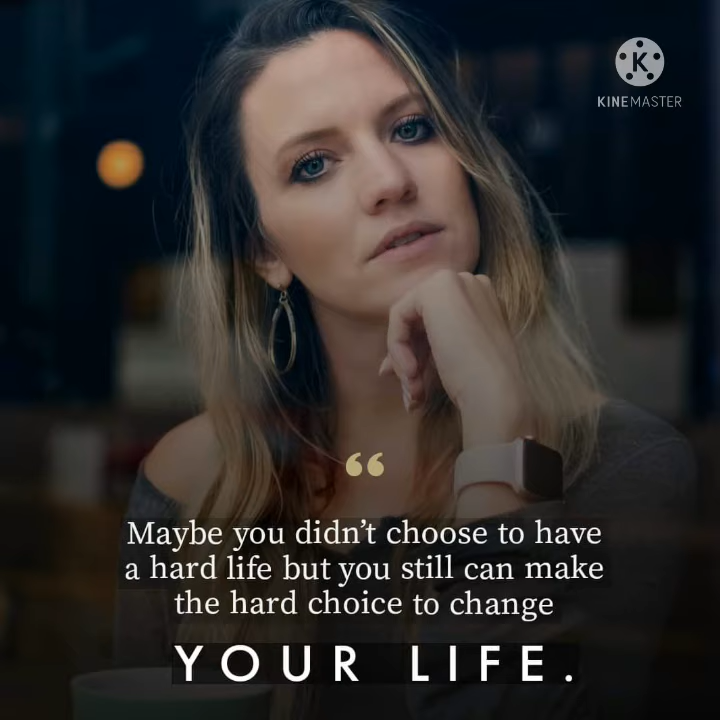 KINEMASTER
“
Maybe you didn’t choose to have
a hard life but you still can make
the hard choice to change
YOUR LIFE.